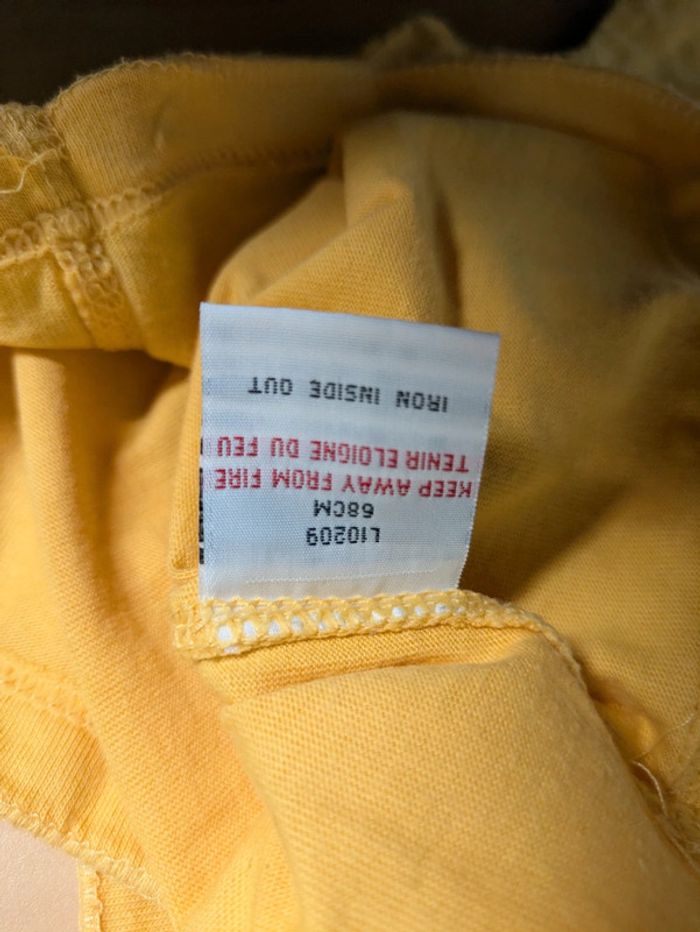 L10209
68CM
KEEP AWAY FROM FIRE
TENIR ELOIGNE DU FEU
IRON INSIDE OUT